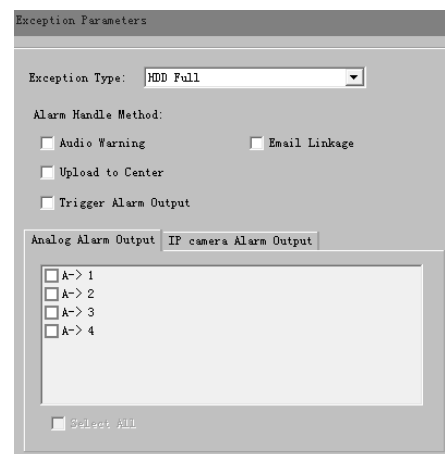 Exception Parameters
Exception Type: HDD Full
Alarm Handle Method:
Audio Warning Email Linkage
Upload to Center
Trigger Alarm Output
Analog Alarm Output IP camera Alarm Output
A-> 1
A-> 2
A-> 3
A-> 4
Select All